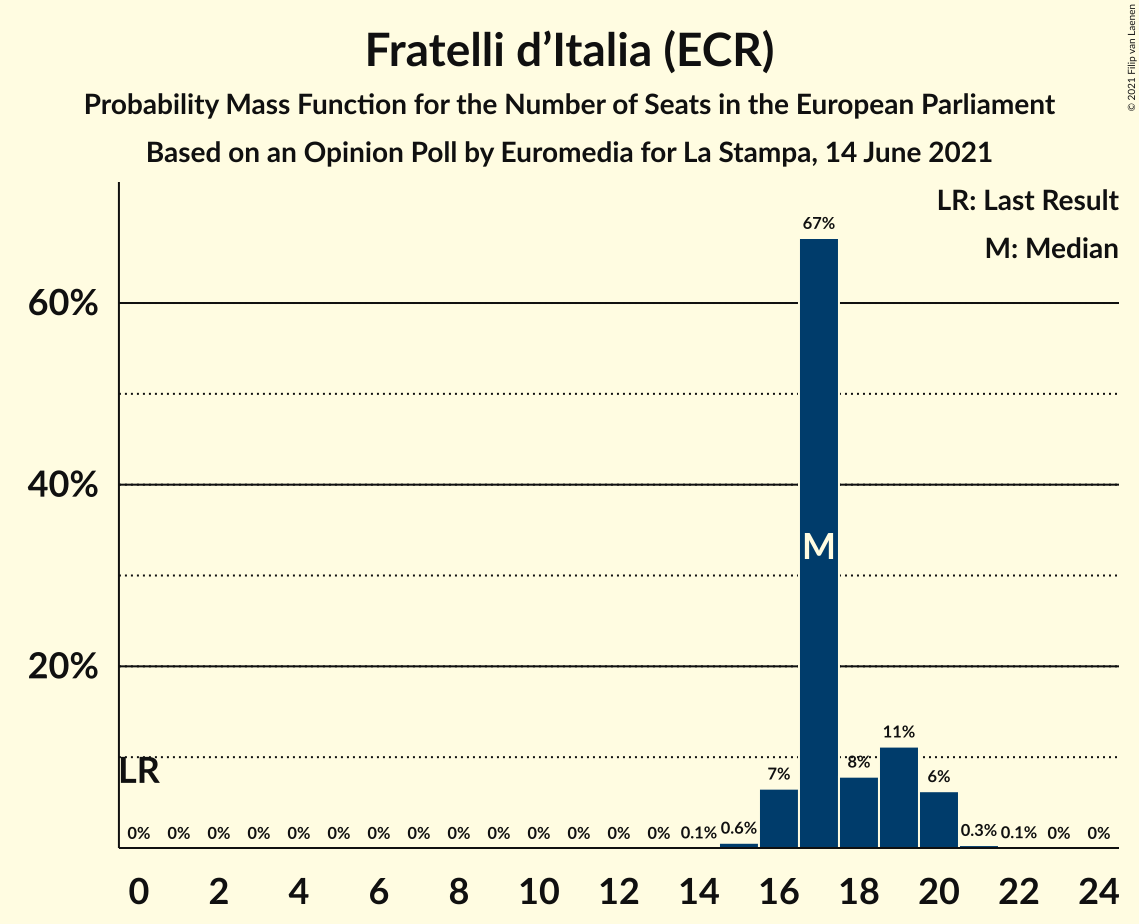 Fratelli d’Italia (ECR)
Probability Mass Function for the Number of Seats in the European Parliament
Based on an Opinion Poll by Euromedia for La Stampa, 14 June 2021
© 2021 Filip van Laenen
LR: Last Result
M: Median
67%
60%
40%
M
20%
11%
LR
8%
7%
6%
0% 0% 0% 0% 0% 0% 0% 0% 0% 0% 0% 0% 0% 0% 0.1% 0.6% 0.3% 0.1% 0% 0%
0 2 4 6 8 10 12 14 16 18 20 22 24